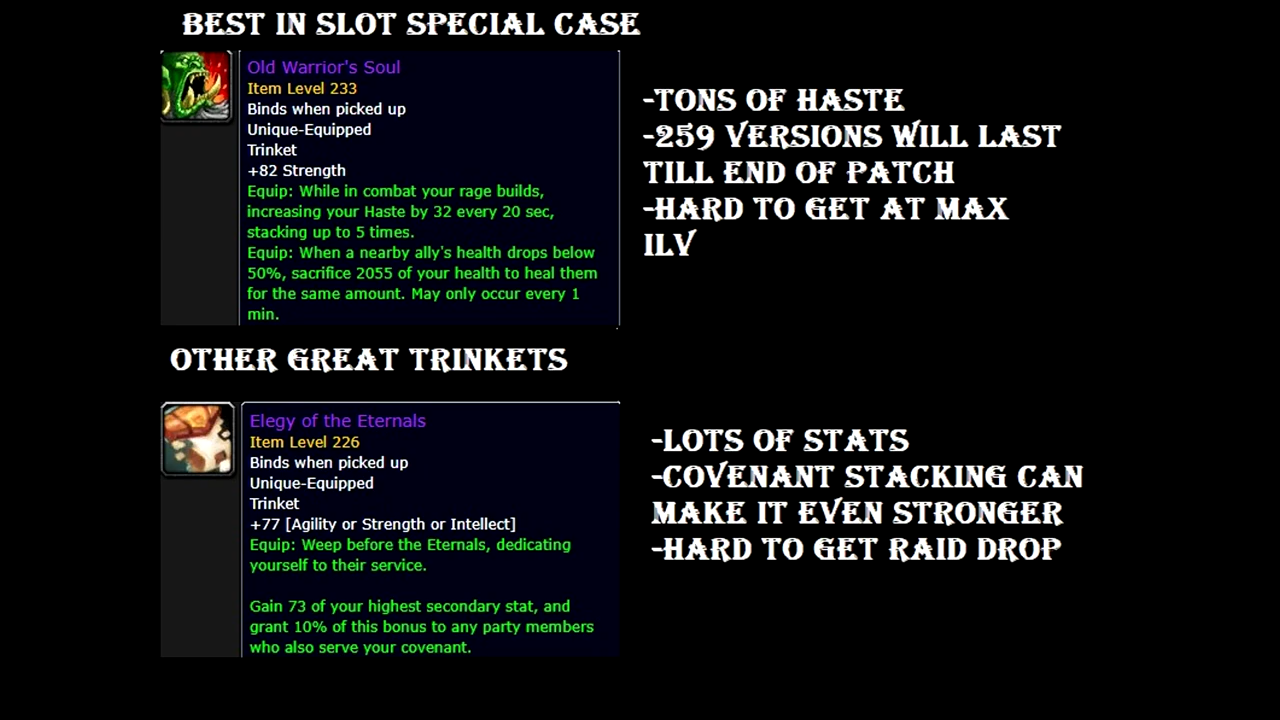 BEST IN SLOT SPECIAL CASE
Old Warrior's Soul
Item Level 233
Binds when picked up
Unique-Equipped
Trinket
+82 Strength
Equip: While in combat your rage builds,
increasing your Haste by 32 every 20 sec,
stacking up to 5 times.
Equip: When a nearby ally's health drops below
50%, sacrifice 2055 of your health to heal them
for the same amount. May only occur every 1
min.
-TONS OF HASTE
-259 VERSIONS WILL LAST
TILL END OF PATCH
-HARD TO GET AT MAX
ILV
OTHER GREAT TRINKETS
Elegy of the Eternals
Item Level 226
Binds when picked up
Unique-Equipped
Trinket
+77 [Agility or Strength or Intellect]
Equip: Weep before the Eternals, dedicating
yourself to their service.
Gain 73 of your highest secondary stat, and
grant 10% of this bonus to any party members
who also serve your covenant.
-LOTS OF STATS
-COVENANT STACKING CAN
MAKE IT EVEN STRONGER
-HARD TO GET RAID DROP